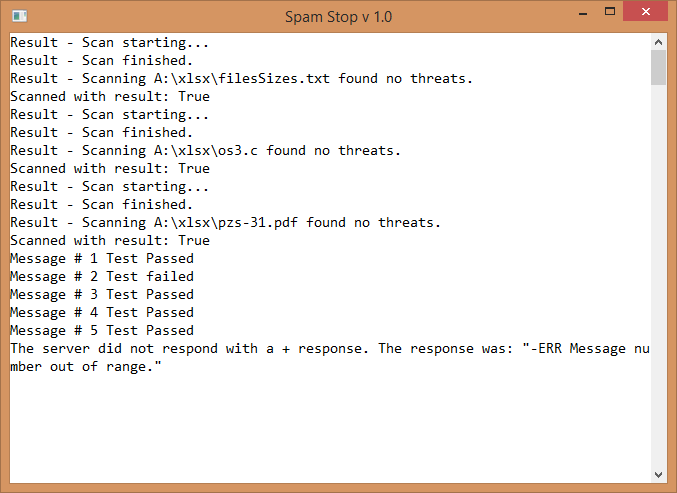 Spam Stop v 1.0
Result - Scan starting...
Result - Scan finished.
Result - Scanning A:\xlsx\filesSizes.txt found no threats.
Scanned with result: True
Result - Scan starting...
Result - Scan finished.
Result - Scanning A:\xlsx\os3.c found no threats.
Scanned with result: True
Result - Scan starting...
Result - Scan finished.
Result - Scanning A:\xlsx\pzs-31.pdf found no threats.
Scanned with result: True
Message # 1 Test Passed
Message # 2 Test failed
Message # 3 Test Passed
Message # 4 Test Passed
Message # 5 Test Passed
The server did not respond with a + response. The response was: "-ERR Message nu
mber out of range."